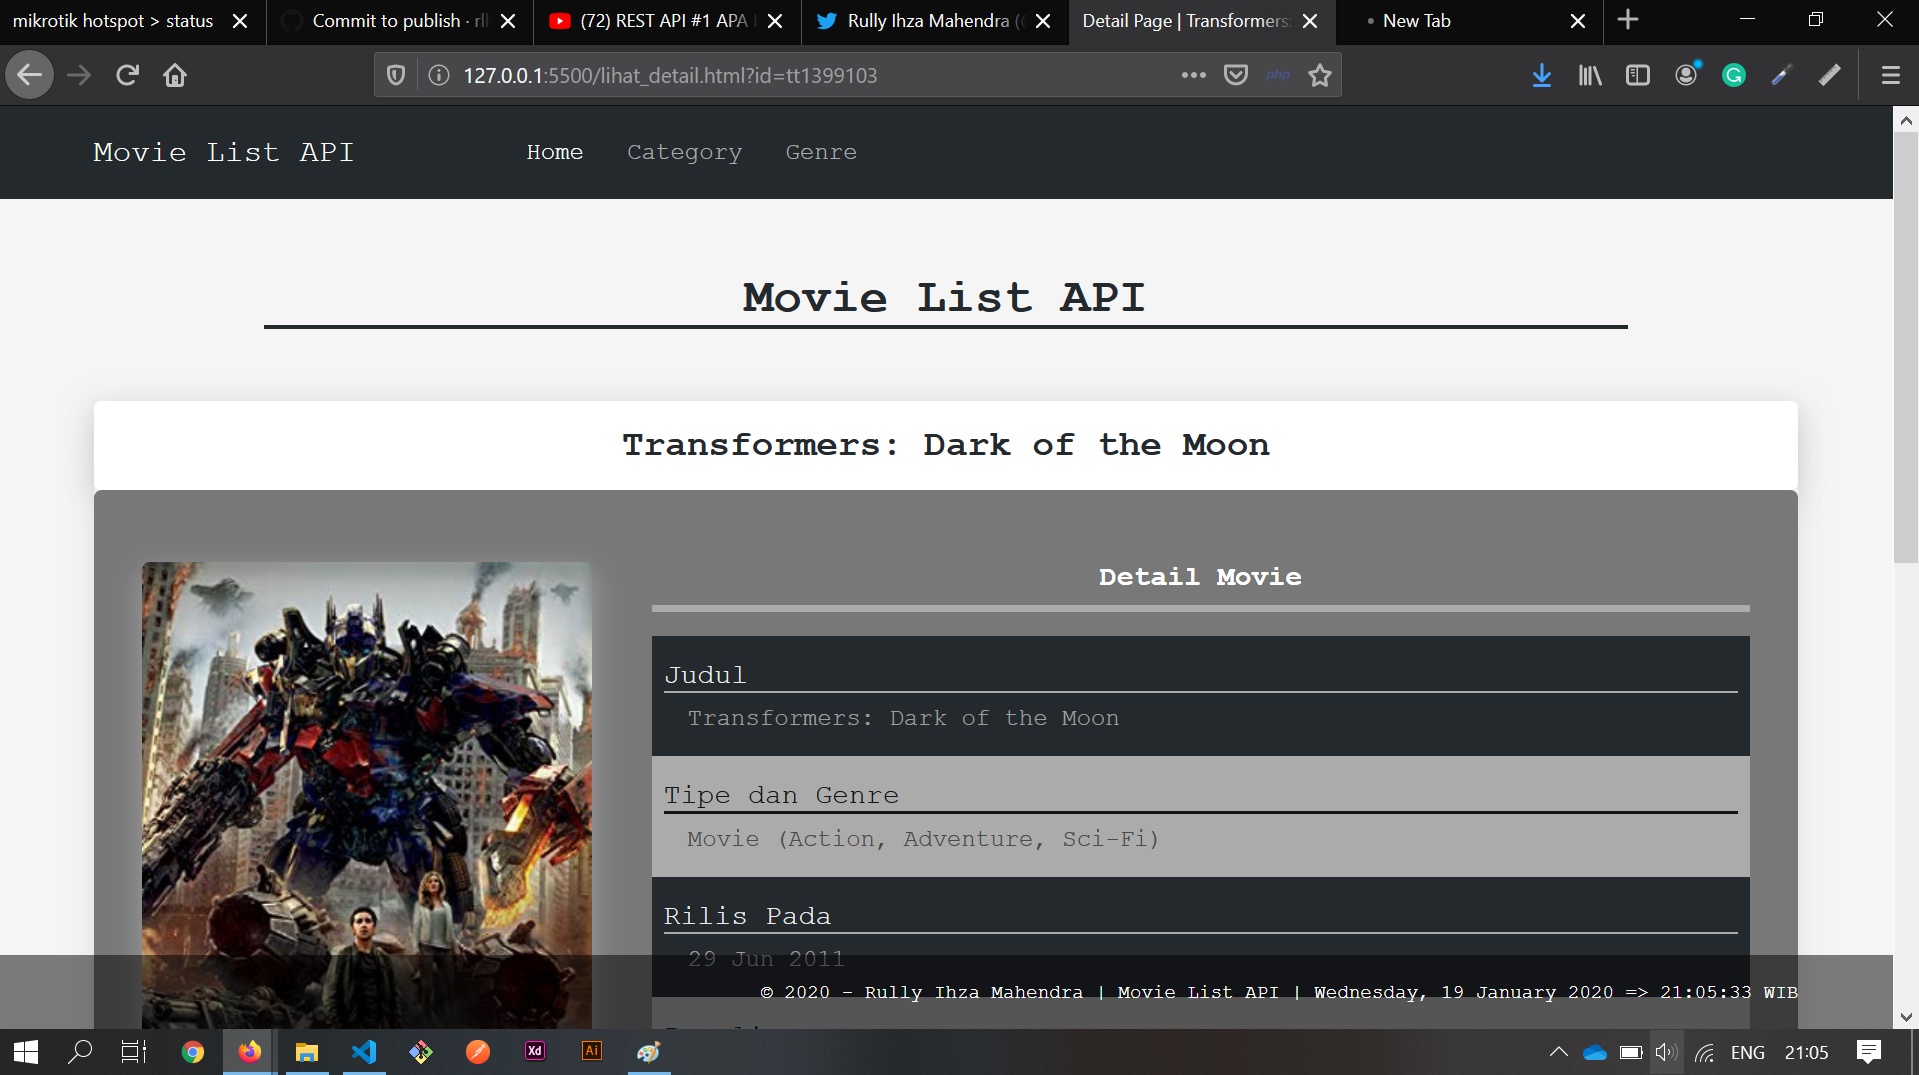 mikrotik hotspot > status
Commit to publish · rll
(72) REST API #1 APA
Rully Ihza Mahendra (
Detail Page | Transformers:
New Tab
127.0.0.1:5500/lihat_detail.html?id=tt1399103
php
Movie List API
Home
Category
Genre
Movie List API
Transformers: Dark of the Moon
Detail Movie
Judul
Transformers: Dark of the Moon
Tipe dan Genre
Movie (Action, Adventure, Sci-Fi)
Rilis Pada
29 Jun 2011
© 2020 - Rully Ihza Mahendra | Movie List API | Wednesday, 19 January 2020 => 21:05:33 WIB
Xd
Ai
ENG
21:05